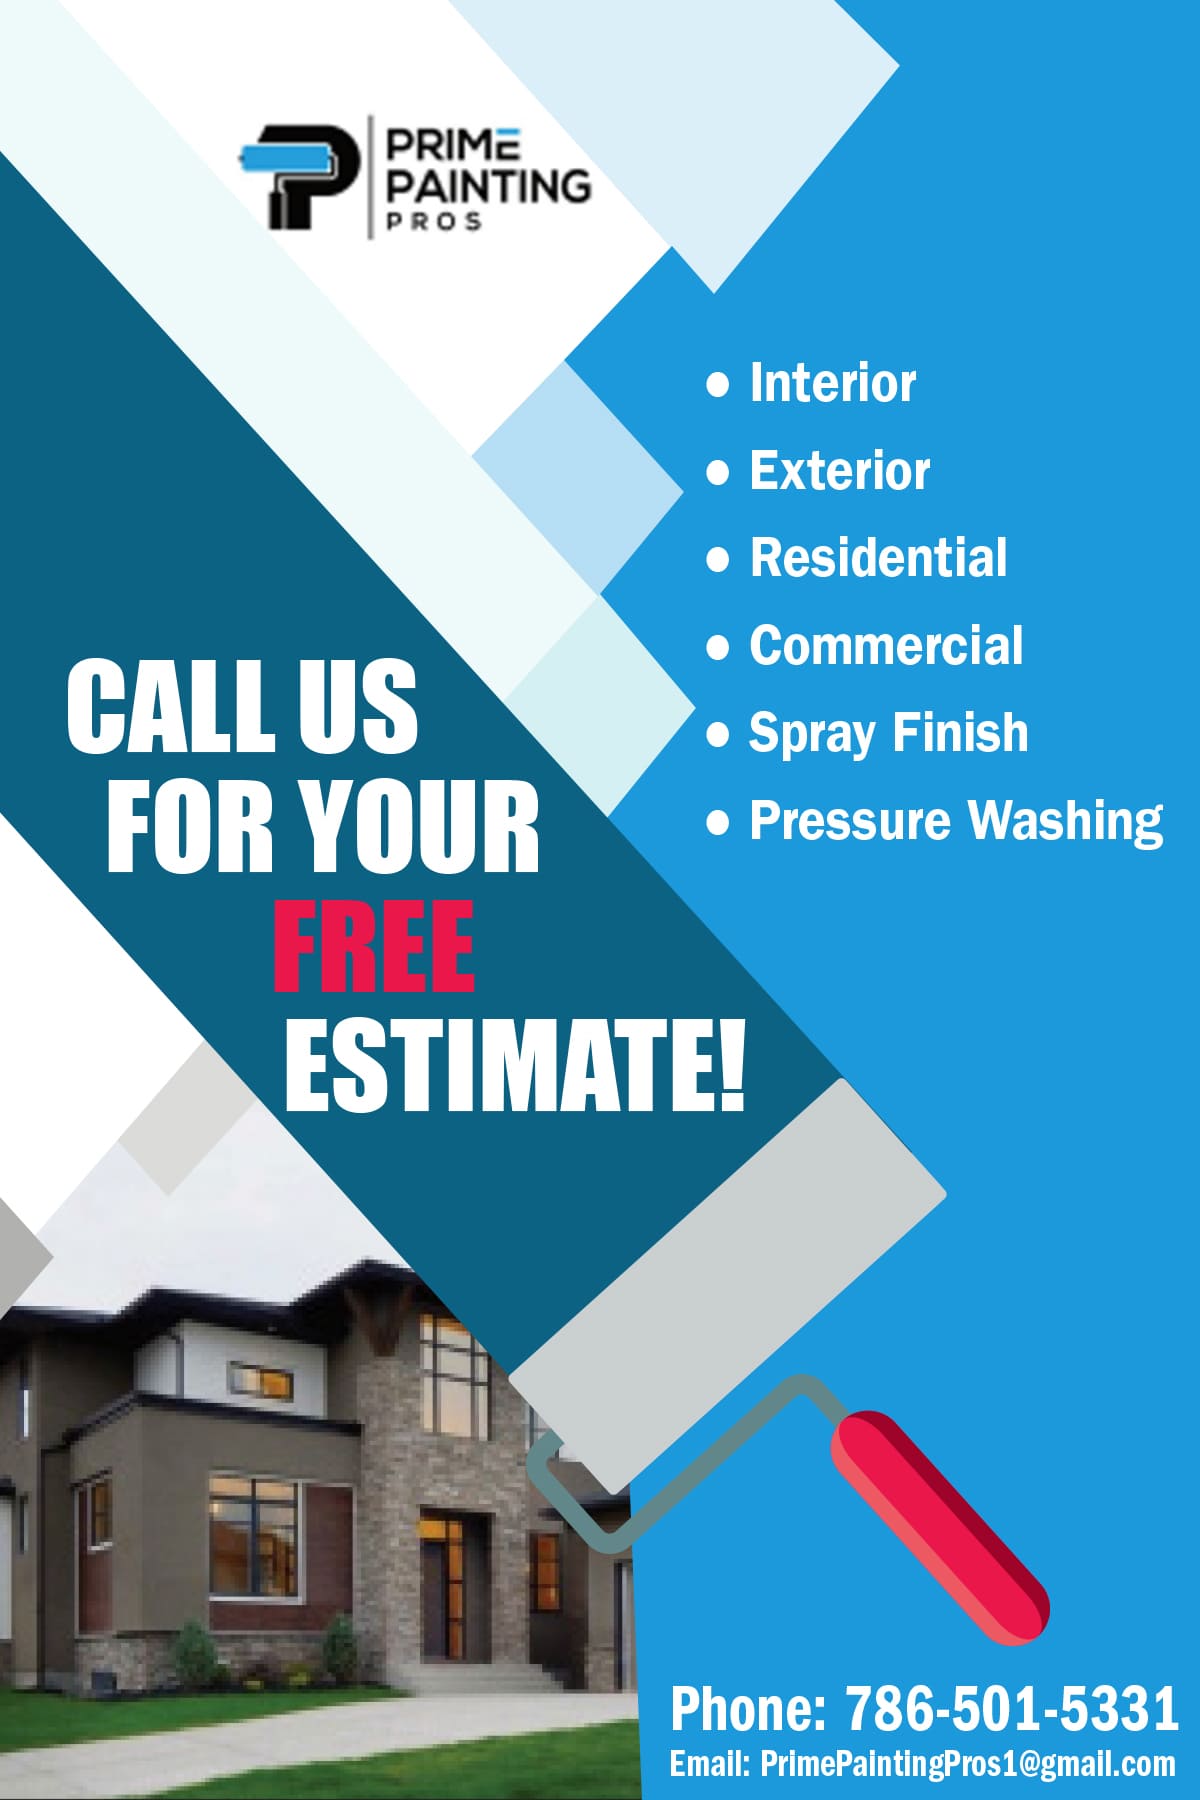 PRIME
PAINTING
PROS
• Interior
• Exterior
• Residential
• Commercial
• Spray Finish
• Pressure Washing
CALL US
FOR YOUR
FREE
ESTIMATE!
Phone: 786-501-5331
Email: PrimePaintingPros1@gmail.com